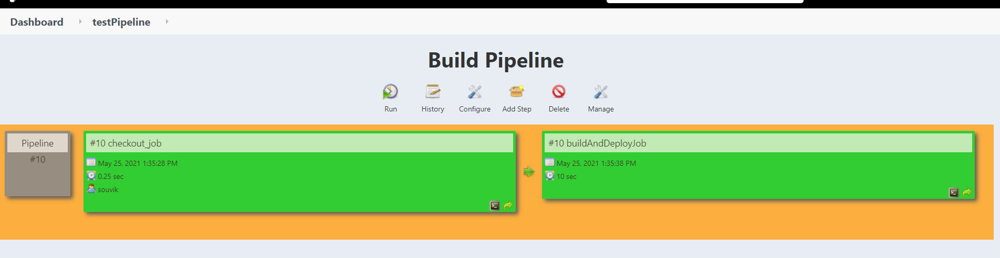 Dashboard testPipeline
Build Pipeline
Run History Configure Add Step Delete Manage
Pipeline
#10
#10 checkout_job
May 25, 2021 1:35:28 PM
0.25 sec
souvik
#10 buildAndDeployJob
May 25, 2021 1:35:38 PM
10 sec